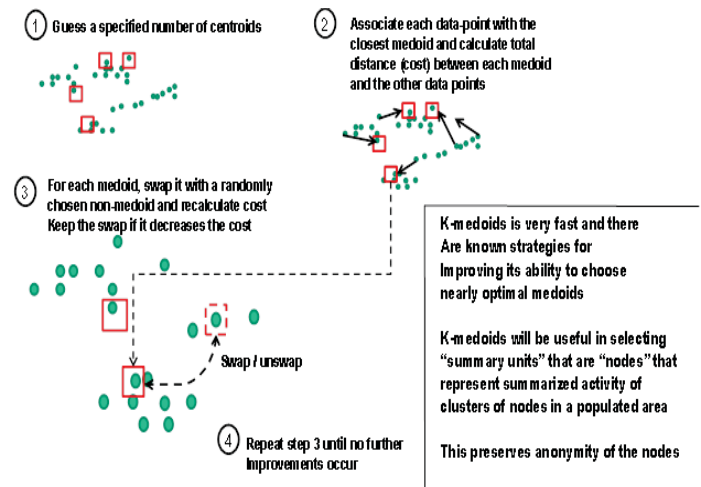 1 Guess a specified number of centroids
2 Associate each data-point with the
closest medoid and calculate total
distance (cost) between each medoid
and the other data points
3 For each medoid, swap it with a randomly
chosen non-medoid and recalculate cost
Keep the swap if it decreases the cost
Swap / unswap
4 Repeat step 3 until no further
Improvements occur
K-medoids is very fast and there
Are known strategies for
Improving its ability to choose
nearly optimal medoids
K-medoids will be useful in selecting
“summary units” that are “nodes” that
represent summarized activity of
clusters of nodes in a populated area
This preserves anonymity of the nodes